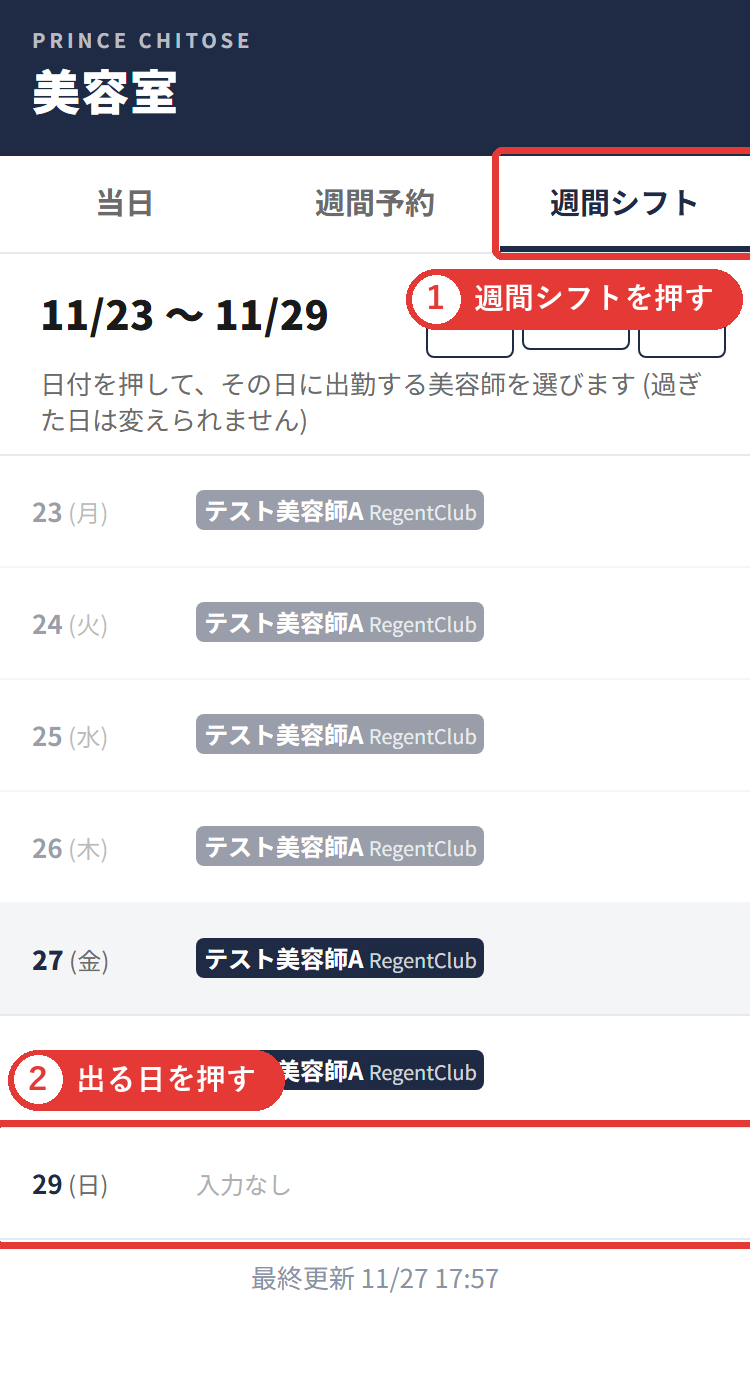 PRINCE CHITOSE
美容室
当日
週間予約
週間シフト
11/23 〜 11/29
1 週間シフトを押す
日付を押して、その日に出勤する美容師を選びます (過ぎ
た日は変えられません)
23 (月)
テスト美容師A RegentClub
24 (火)
テスト美容師A RegentClub
25 (水)
テスト美容師A RegentClub
26 (木)
テスト美容師A RegentClub
27 (金)
テスト美容師A RegentClub
2 出る日を押す
美容師A RegentClub
29 (日)
入力なし
最終更新 11/27 17:57